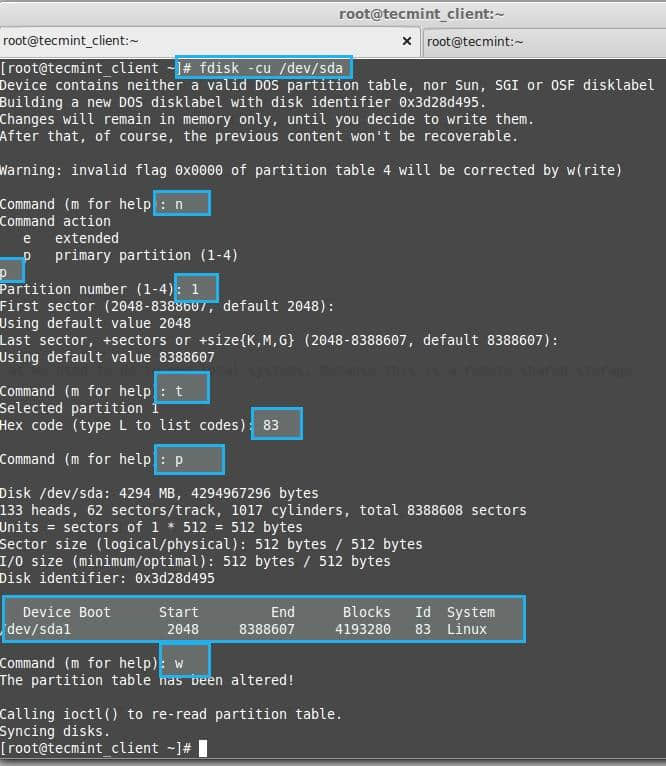 root@tecmint_client:~
root@tecmint_client:~ × root@tecmint_client:~
[root@tecmint_client ~]# fdisk -cu /dev/sda
Device contains neither a valid DOS partition table, nor Sun, SGI or OSF disklabel
Building a new DOS disklabel with disk identifier 0x3d28d495.
Changes will remain in memory only, until you decide to write them.
After that, of course, the previous content won't be recoverable.
Warning: invalid flag 0x0000 of partition table 4 will be corrected by w(rite)
Command (m for help): n
Command action
e   extended
p   primary partition (1-4)
p
Partition number (1-4): 1
First sector (2048-8388607, default 2048):
Using default value 2048
Last sector, +sectors or +size{K,M,G} (2048-8388607, default 8388607):
Using default value 8388607
Command (m for help): t
Selected partition 1
Hex code (type L to list codes): 83
Command (m for help): p
Disk /dev/sda: 4294 MB, 4294967296 bytes
133 heads, 62 sectors/track, 1017 cylinders, total 8388608 sectors
Units = sectors of 1 * 512 = 512 bytes
Sector size (logical/physical): 512 bytes / 512 bytes
I/O size (minimum/optimal): 512 bytes / 512 bytes
Disk identifier: 0x3d28d495
Device Boot      Start         End      Blocks   Id  System
/dev/sda1            2048     8388607     4193280   83  Linux
Command (m for help): w
The partition table has been altered!
Calling ioctl() to re-read partition table.
Syncing disks.
[root@tecmint_client ~]#